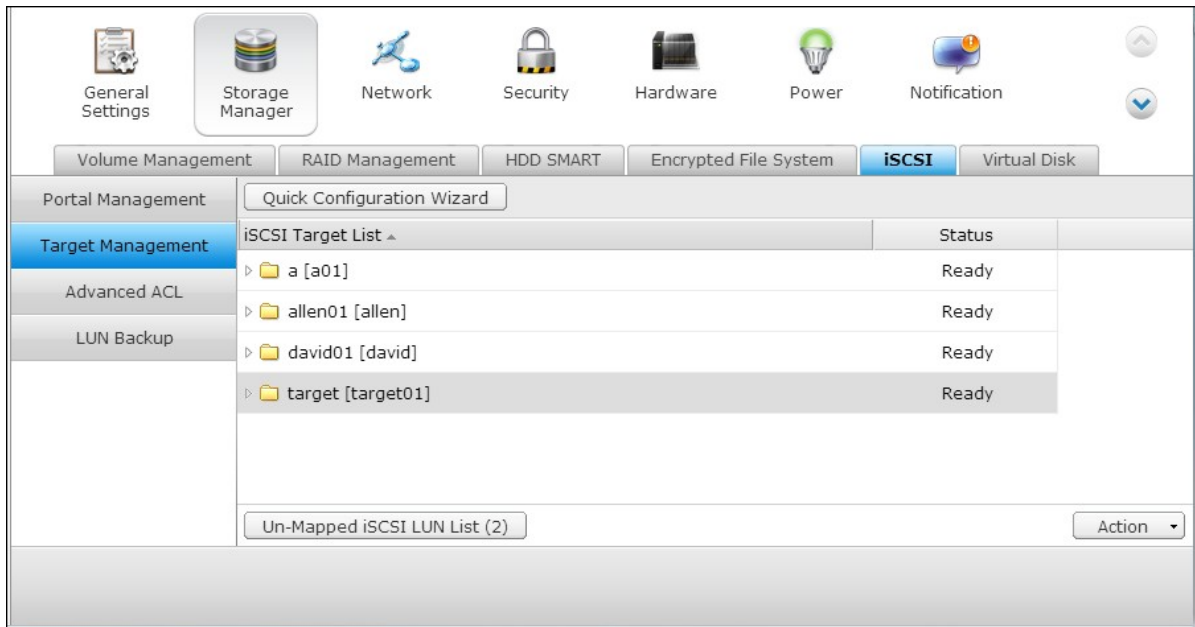 General Settings
Storage Manager
Network
Security
Hardware
Power
Notification
Volume Management
RAID Management
HDD SMART
Encrypted File System
iSCSI
Virtual Disk
Portal Management
Target Management
Advanced ACL
LUN Backup
Quick Configuration Wizard
iSCSI Target List
Status
a [a01]
Ready
allen01 [allen]
Ready
david01 [david]
Ready
target [target01]
Ready
Un-Mapped iSCSI LUN List (2)
Action